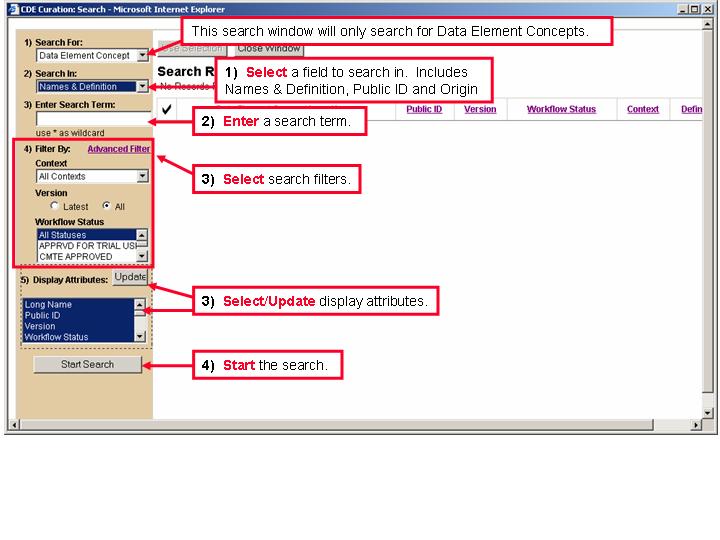 CDE Curation: Search - Microsoft Internet Explorer
This search window will only search for Data Element Concepts.
1) Search For:
Data Element Concept
Use Selection
Close Window
2) Search In:
Names & Definition
Search R
No Records
1) Select a field to search in. Includes
Names & Definition, Public ID and Origin
3) Enter Search Term:
use * as wildcard
Public ID
Version
Workflow Status
Context
Defin
2) Enter a search term.
4) Filter By:
Advanced Filter
Context
All Contexts
3) Select search filters.
Version
Latest
All
Workflow Status
All Statuses
APPRVD FOR TRIAL US
CMTE APPROVED
5) Display Attributes:
Update
Long Name
Public ID
Version
Workflow Status
3) Select/Update display attributes.
Start Search
4) Start the search.